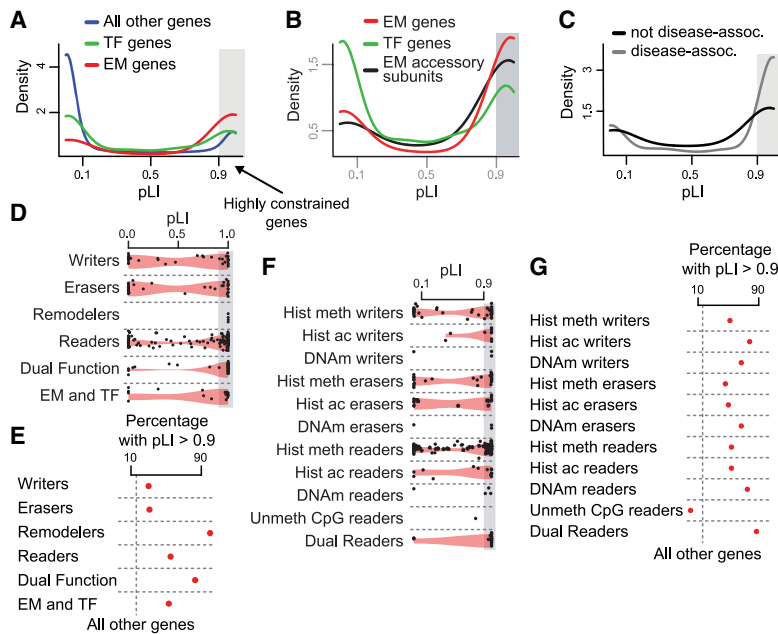 A
All other genes
TF genes
EM genes
Density
4
2
0.1
0.5
0.9
pLI
Highly constrained
genes
B
EM genes
TF genes
EM accessory
subunits
Density
1.5
0.5
0.1
0.5
0.9
pLI
C
not disease-assoc.
disease-assoc.
Density
3
1.5
0.1
0.5
0.9
pLI
D
pLI
0.0
0.5
1.0
Writers
Erasers
Remodelers
Readers
Dual Function
EM and TF
E
Percentage
with pLI > 0.9
10
90
Writers
Erasers
Remodelers
Readers
Dual Function
EM and TF
All other genes
F
pLI
0.1
0.9
Hist meth writers
Hist ac writers
DNAm writers
Hist meth erasers
Hist ac erasers
DNAm erasers
Hist meth readers
Hist ac readers
DNAm readers
Unmeth CpG readers
Dual Readers
G
Percentage
with pLI > 0.9
10
90
Hist meth writers
Hist ac writers
DNAm writers
Hist meth erasers
Hist ac erasers
DNAm erasers
Hist meth readers
Hist ac readers
DNAm readers
Unmeth CpG readers
Dual Readers
All other genes